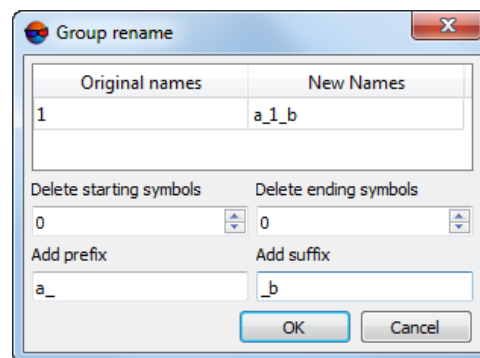 Group rename
Original names New Names
1 a_1_b
Delete starting symbols Delete ending symbols
0 0
Add prefix Add suffix
a_ _b
OK Cancel